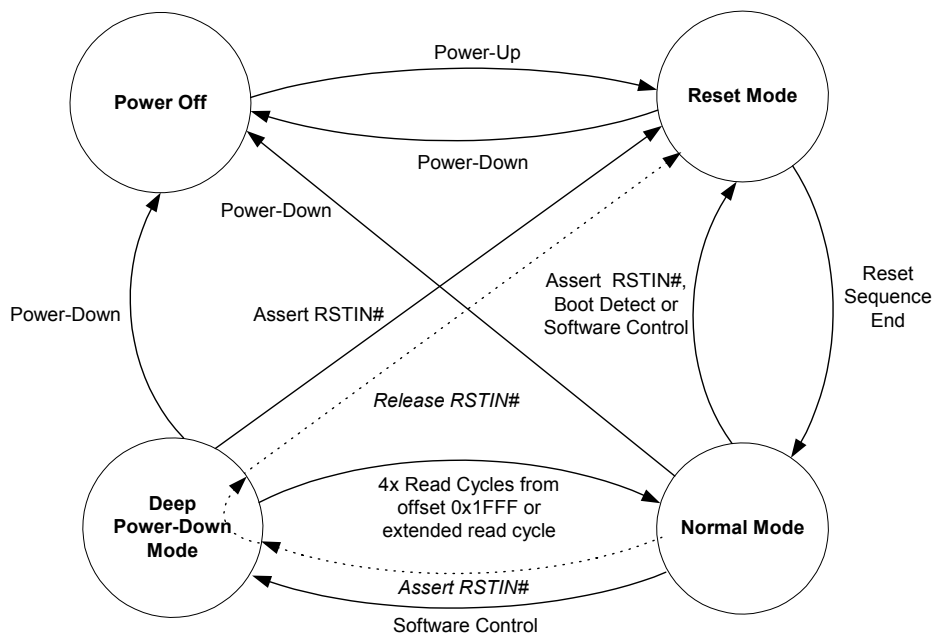 Power-Up
Power Off
Reset Mode
Power-Down
Power-Down
Power-Down
Assert RSTIN#
Assert RSTIN#,
Boot Detect or
Software Control
Reset
Sequence
End
Release RSTIN#
Deep
Power-Down
Mode
4x Read Cycles from
offset 0x1FFF or
extended read cycle
Normal Mode
Assert RSTIN#
Software Control